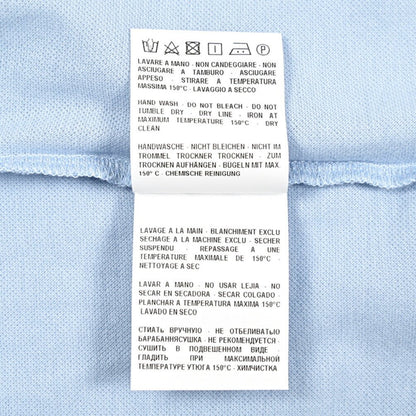 LAVARE A MANO - NON CANDEGGIARE - NON
ASCIUGARE A TAMBURO - ASCIUGARE
APPESO - STIRARE A TEMPERATURA
MASSIMA 150°C - LAVAGGIO A SECCO
HAND WASH - DO NOT BLEACH - DO NOT
TUMBLE DRY - DRY LINE - IRON AT
MAXIMUM TEMPERATURE 150°C - DRY
CLEAN
HANDWASCHE - NICHT BLEICHEN - NICHT IM
TROMMEL TROCKNER TROCKNEN - ZUM
TROCKNEN AUFHÄNGEN - BUGELN MIT MAX.
150° C - CHEMISCHE REINIGUNG
LAVAGE A LA MAIN - BLANCHIMENT EXCLU
SECHAGE A LA MACHINE EXCLU - SECHER
SUSPENDU - REPASSAGE A UNE
TEMPERATURE MAXIMALE DE 150°C -
NETTOYAGE A SEC
LAVAR A MANO - NO USAR LEJIA - NO
SECAR EN SECADORA - SECAR COLGADO -
PLANCHAR A TEMPERATURA MAXIMA 150°C
LAVADO EN SECO
СТИАТЬ ВРУЧНУЮ - НЕ ОТБЕЛИВАТЬЮ
БАРАБАННЯСУШКА - НЕ РЕКОМЕНДУЕТСЯ
СУШИТЬ В ПОДВЕШЕННОМ ВИДЕ -
ГЛАДИТЬ ПРИ МАКСИМАЛЬНОЙ
ТЕМПЕРАТУРЕ УТЮГА 150°C - ХИМЧИСТКА